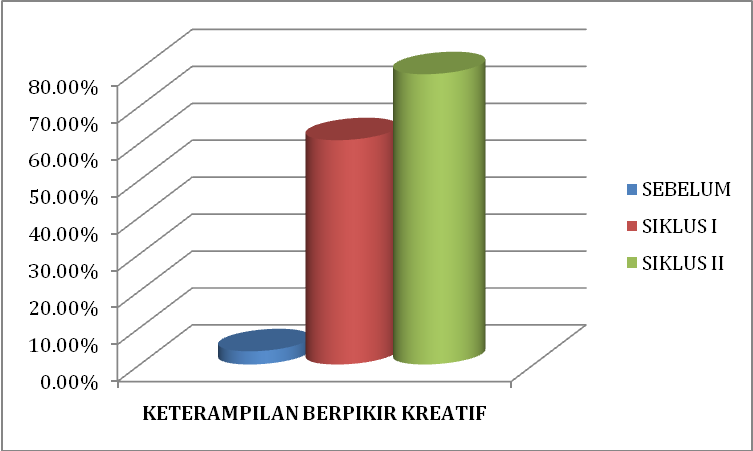 80.00%
70.00%
60.00%
50.00%
40.00%
30.00%
20.00%
10.00%
0.00%
KETERAMPILAN BERPIKIR KREATIF
SEBELUM
SIKLUS I
SIKLUS II